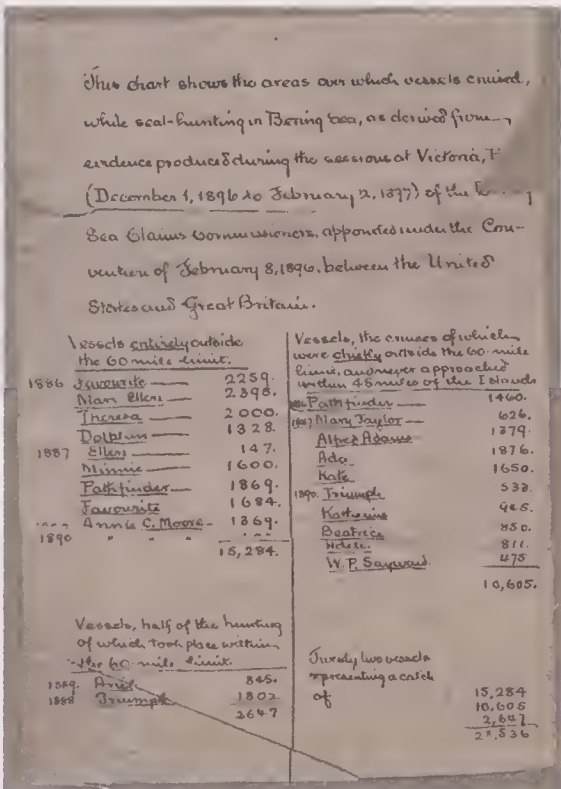 This chart shows the areas over which vessels cruised,
while seal-hunting in Bering Sea, as derived from
evidence produced during the sessions at Victoria,
(December 1, 1896 to February 2, 1897) of the
Sea Claims Commissioners, appointed under the Con-
vention of February 8, 1896, between the United
States and Great Britain.
Vessels entirely outside
the 60 mile limit.
1886 Favourite 2259.
Mary Ellen 2395.
Theresa 2000.
Dolphin 1328.
1887 Ellen 147.
Minnie 1600.
Pathfinder 1869.
Favourite 1684.
Annie C. Moore 1369.
1890 " " "
15,284.
Vessels, the cruises of which
were chiefly outside the 60-mile
limit, and never approached
within 45 miles of the Islands
Pathfinder 1460.
Mary Taylor 626.
Alfred Adams 1379.
Ada 1876.
Kate 1650.
1890. Triumph
Katherine
Beatrice 850.
811.
W. P. Sayward. 475
10,605.
Vessels, half of the hunting
of which took place within
the 60 mile limit.
1889. Ariel 845.
1888 Triumph 1802
2647
Twenty two vessels
representing a catch
of
15,284
10,605
2,647